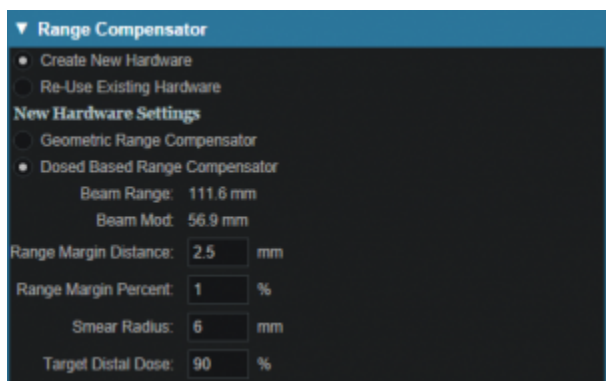 ▼ Range Compensator
Create New Hardware
Re-Use Existing Hardware
New Hardware Settings
Geometric Range Compensator
Dosed Based Range Compensator
Beam Range: 111.6 mm
Beam Mod: 56.9 mm
Range Margin Distance: 2.5 mm
Range Margin Percent: 1 %
Smear Radius: 6 mm
Target Distal Dose: 90 %